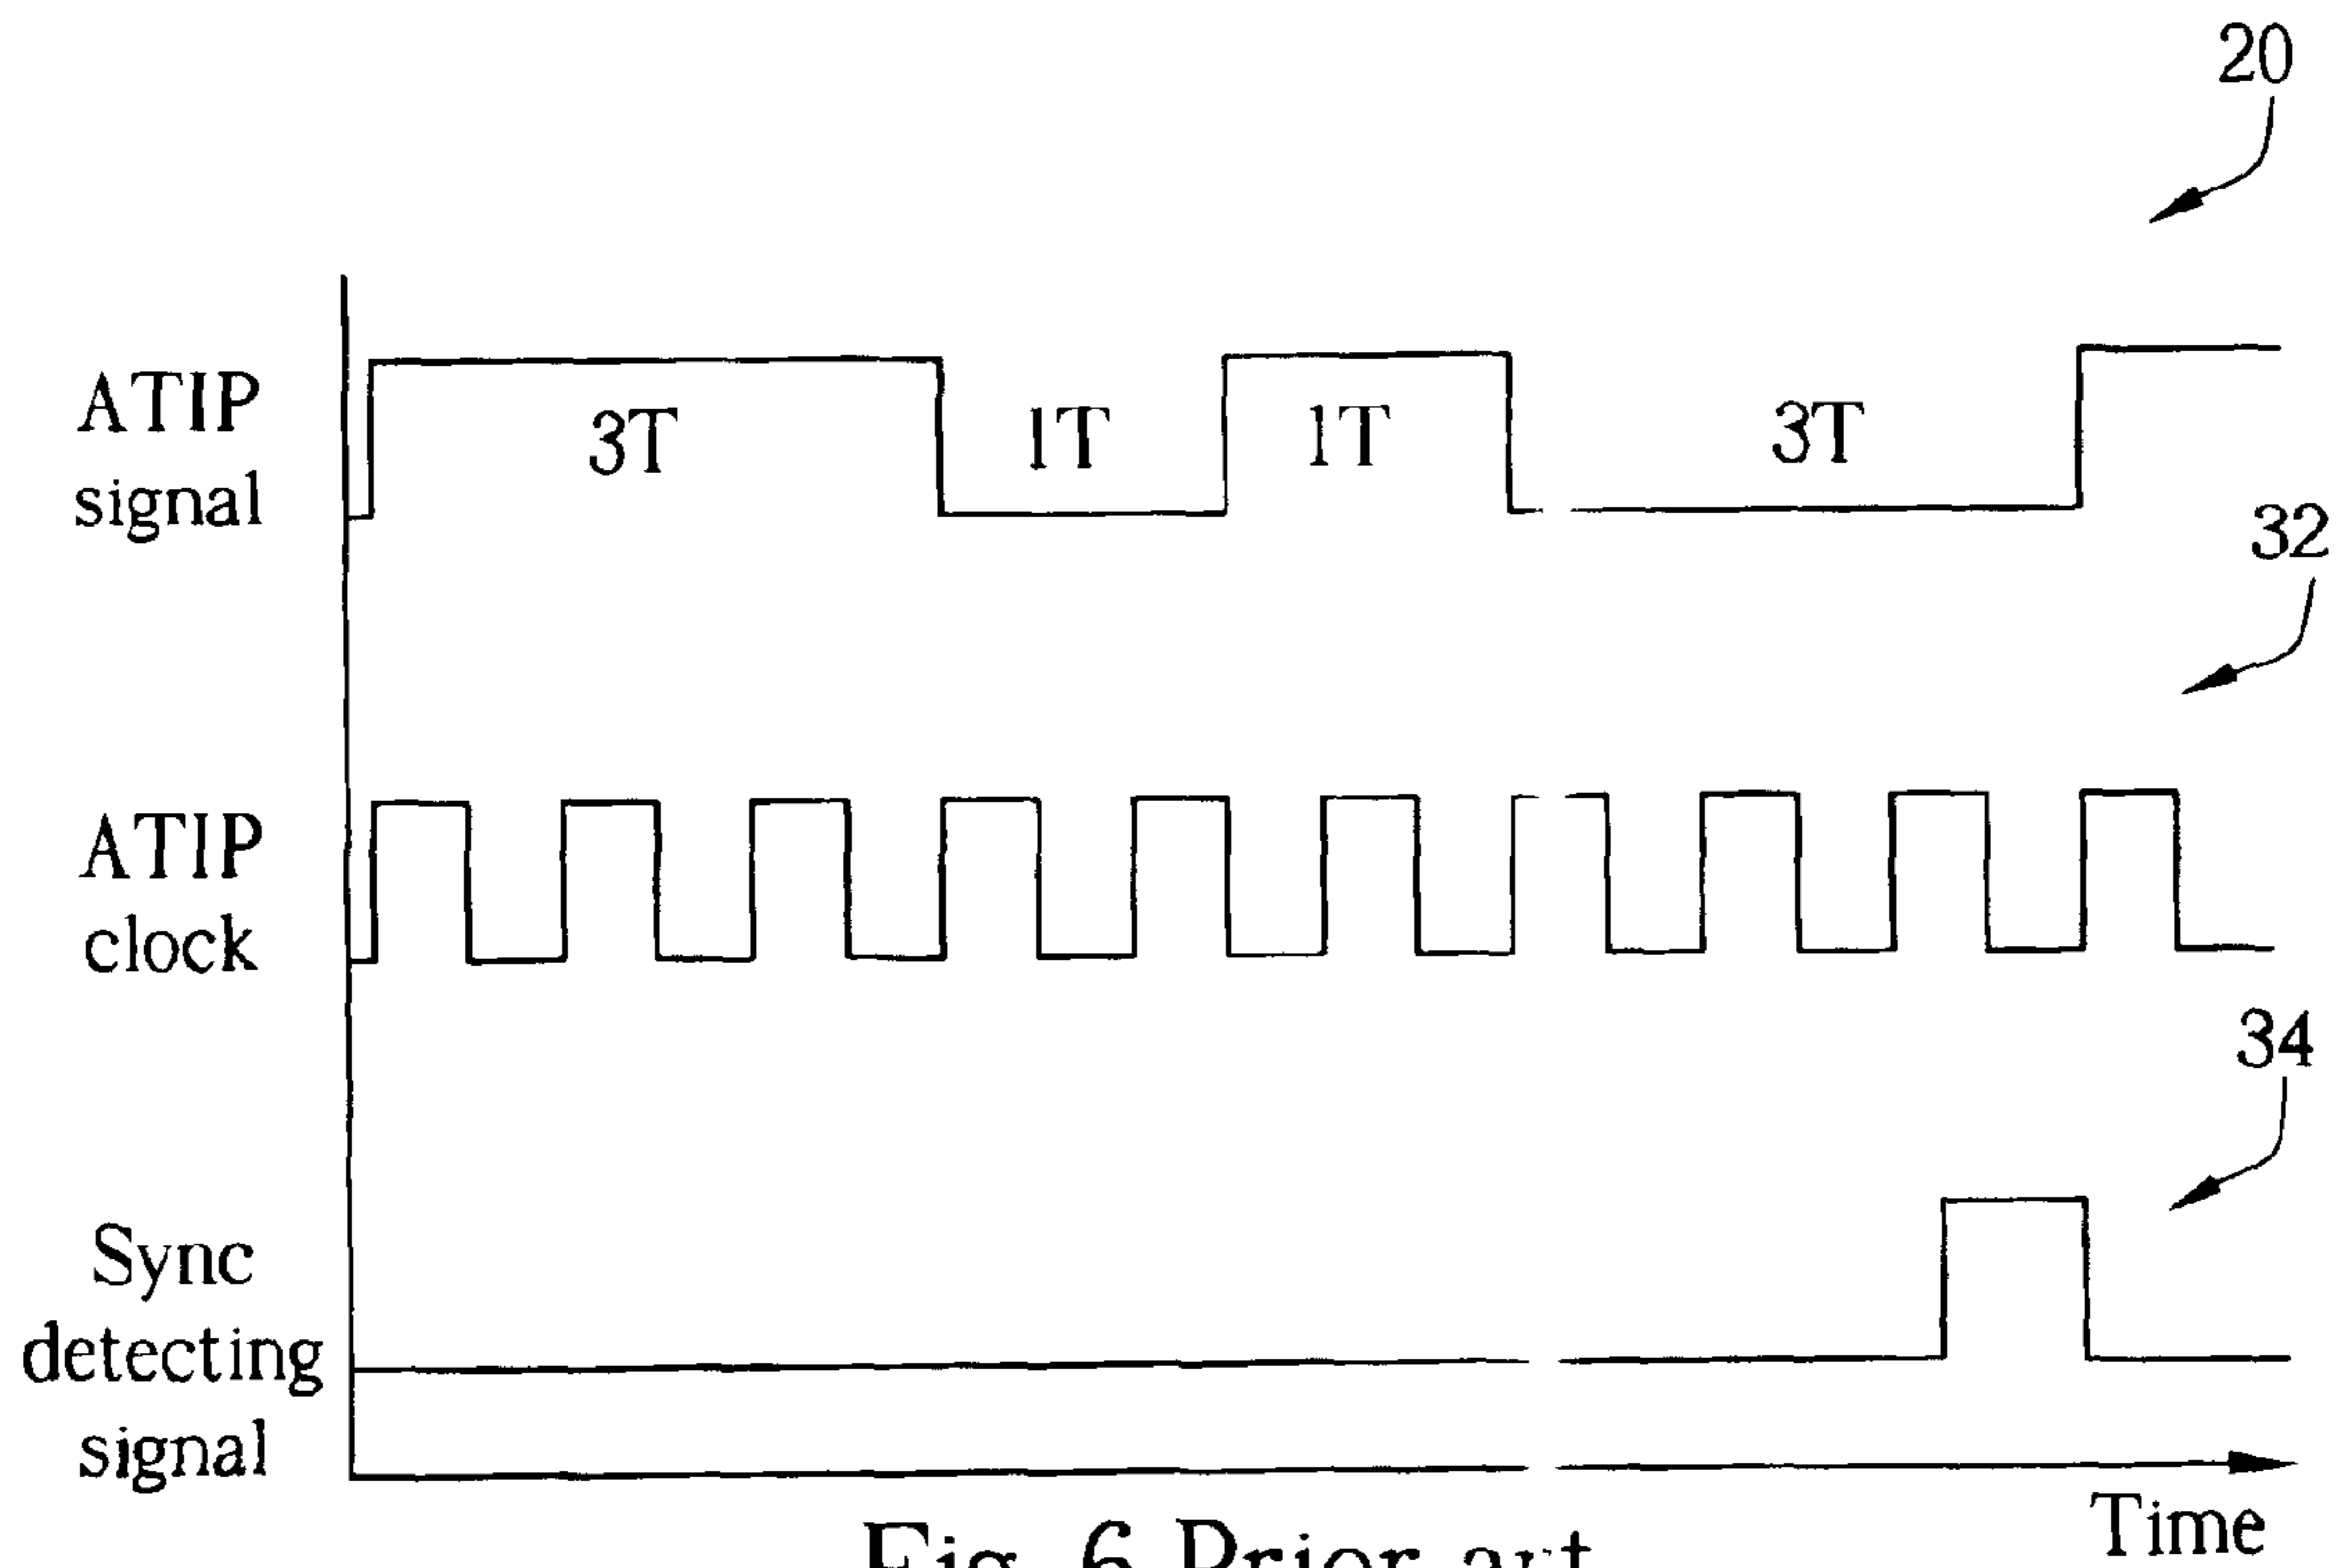 20
ATIP
signal
3T
1T
1T
3T
32
ATIP
clock
34
Sync
detecting
signal
Time
Fig. 6 Prior art